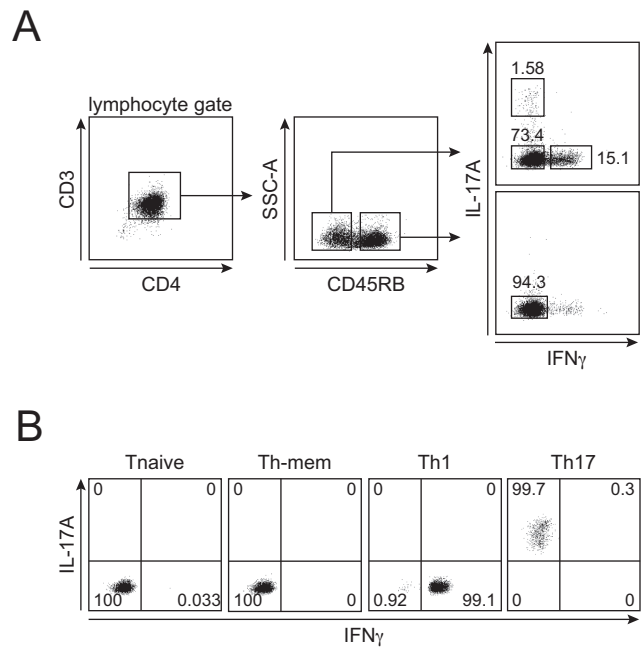 A
lymphocyte gate
CD3
CD4
SSC-A
CD45RB
IL-17A
1.58
73.4
15.1
94.3
IFNγ
B
Tnaive
Th-mem
Th1
Th17
IL-17A
0 0
100 0.033
0 0
100 0
0 0
0.92 99.1
99.7 0.3
0 0
IFNγ